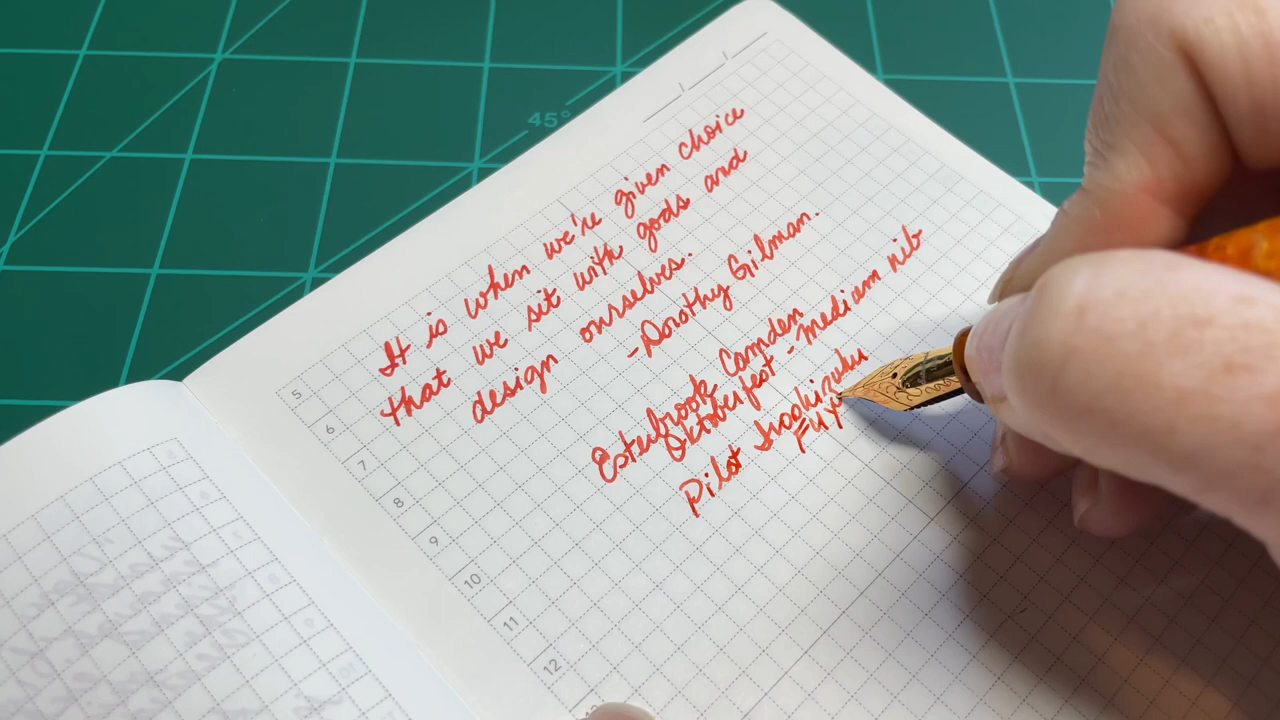 45°
It is when we're given choice
that we sit with gods and
design ourselves.
-Dorothy Gilman.
Esterbrook Camden
Oktoberfest - Medium nib
Pilot Iroshizuku
Fuy
5
6
7
8
9
10
11
12